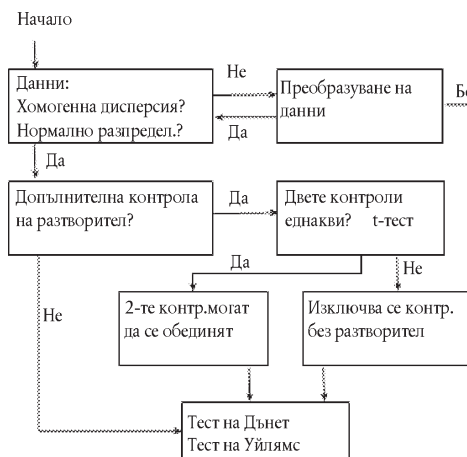 Начало
Данни:
Хомогенна дисперсия?
Нормално разпредел.?
Не
Да
Преобразуване на
данни
Да
Допълнителна контрола
на разтворител?
Да
Двете контроли
еднакви? t-тест
Да
Не
Не
2-те контр.могат
да се обединят
Изключва се контр.
без разтворител
Тест на Дънет
Тест на Уйлямс